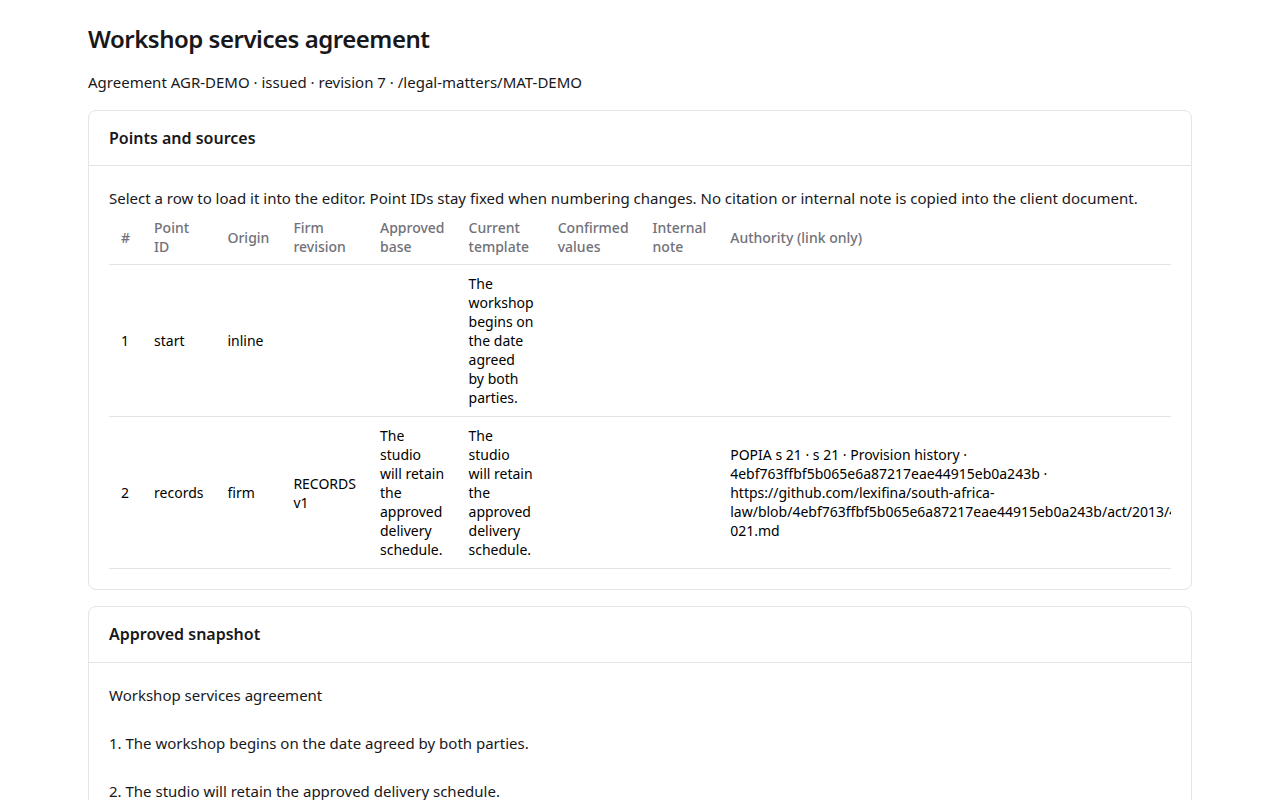 Workshop services agreement
Agreement AGR-DEMO · issued · revision 7 · /legal-matters/MAT-DEMO
Points and sources
Select a row to load it into the editor. Point IDs stay fixed when numbering changes. No citation or internal note is copied into the client document.
# Point ID Origin Firm revision Approved base Current template Confirmed values Internal note Authority (link only)
1 start inline
The
workshop
begins on
the date
agreed
by both
parties.
2 records firm
RECORDS
v1
The
studio
will retain
the
approved
delivery
schedule.
The
studio
will retain
the
approved
delivery
schedule.
POPIA s 21 · s 21 · Provision history ·
4ebf763ffbf5b065e6a87217eae44915eb0a243b ·
https://github.com/lexifina/south-africa-
law/blob/4ebf763ffbf5b065e6a87217eae44915eb0a243b/act/2013/
021.md
Approved snapshot
Workshop services agreement
1. The workshop begins on the date agreed by both parties.
2. The studio will retain the approved delivery schedule.